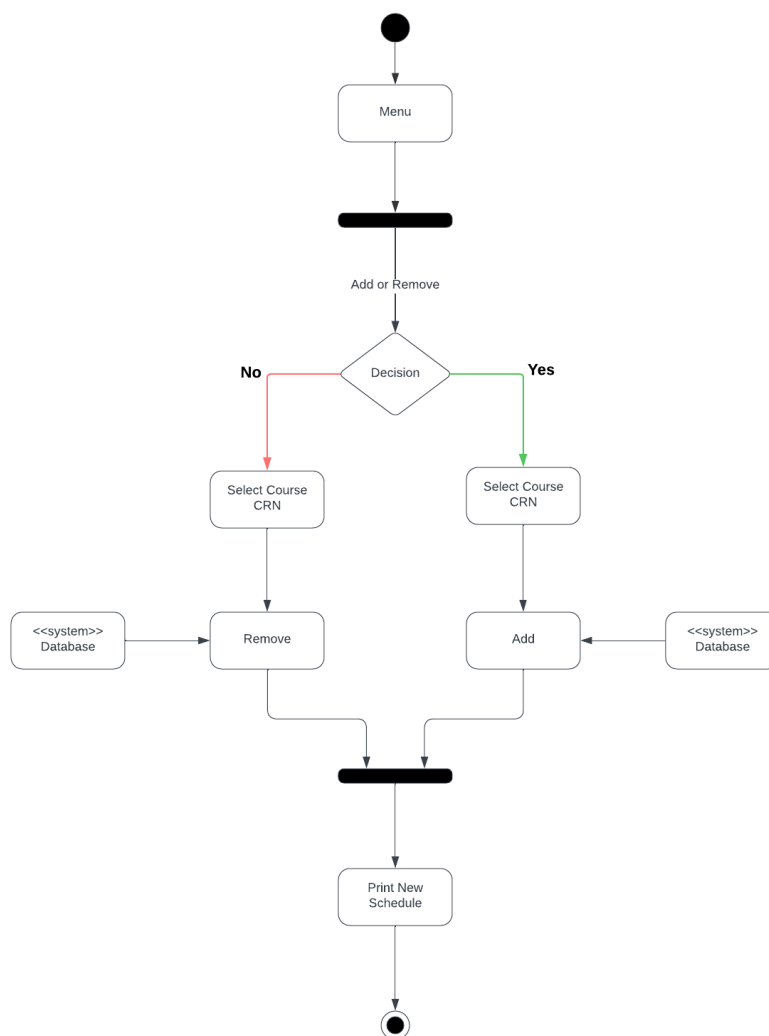 Menu
Add or Remove
Decision
No
Yes
Select Course
CRN
Select Course
CRN
<<system>>
Database
Remove
Add
<<system>>
Database
Print New
Schedule